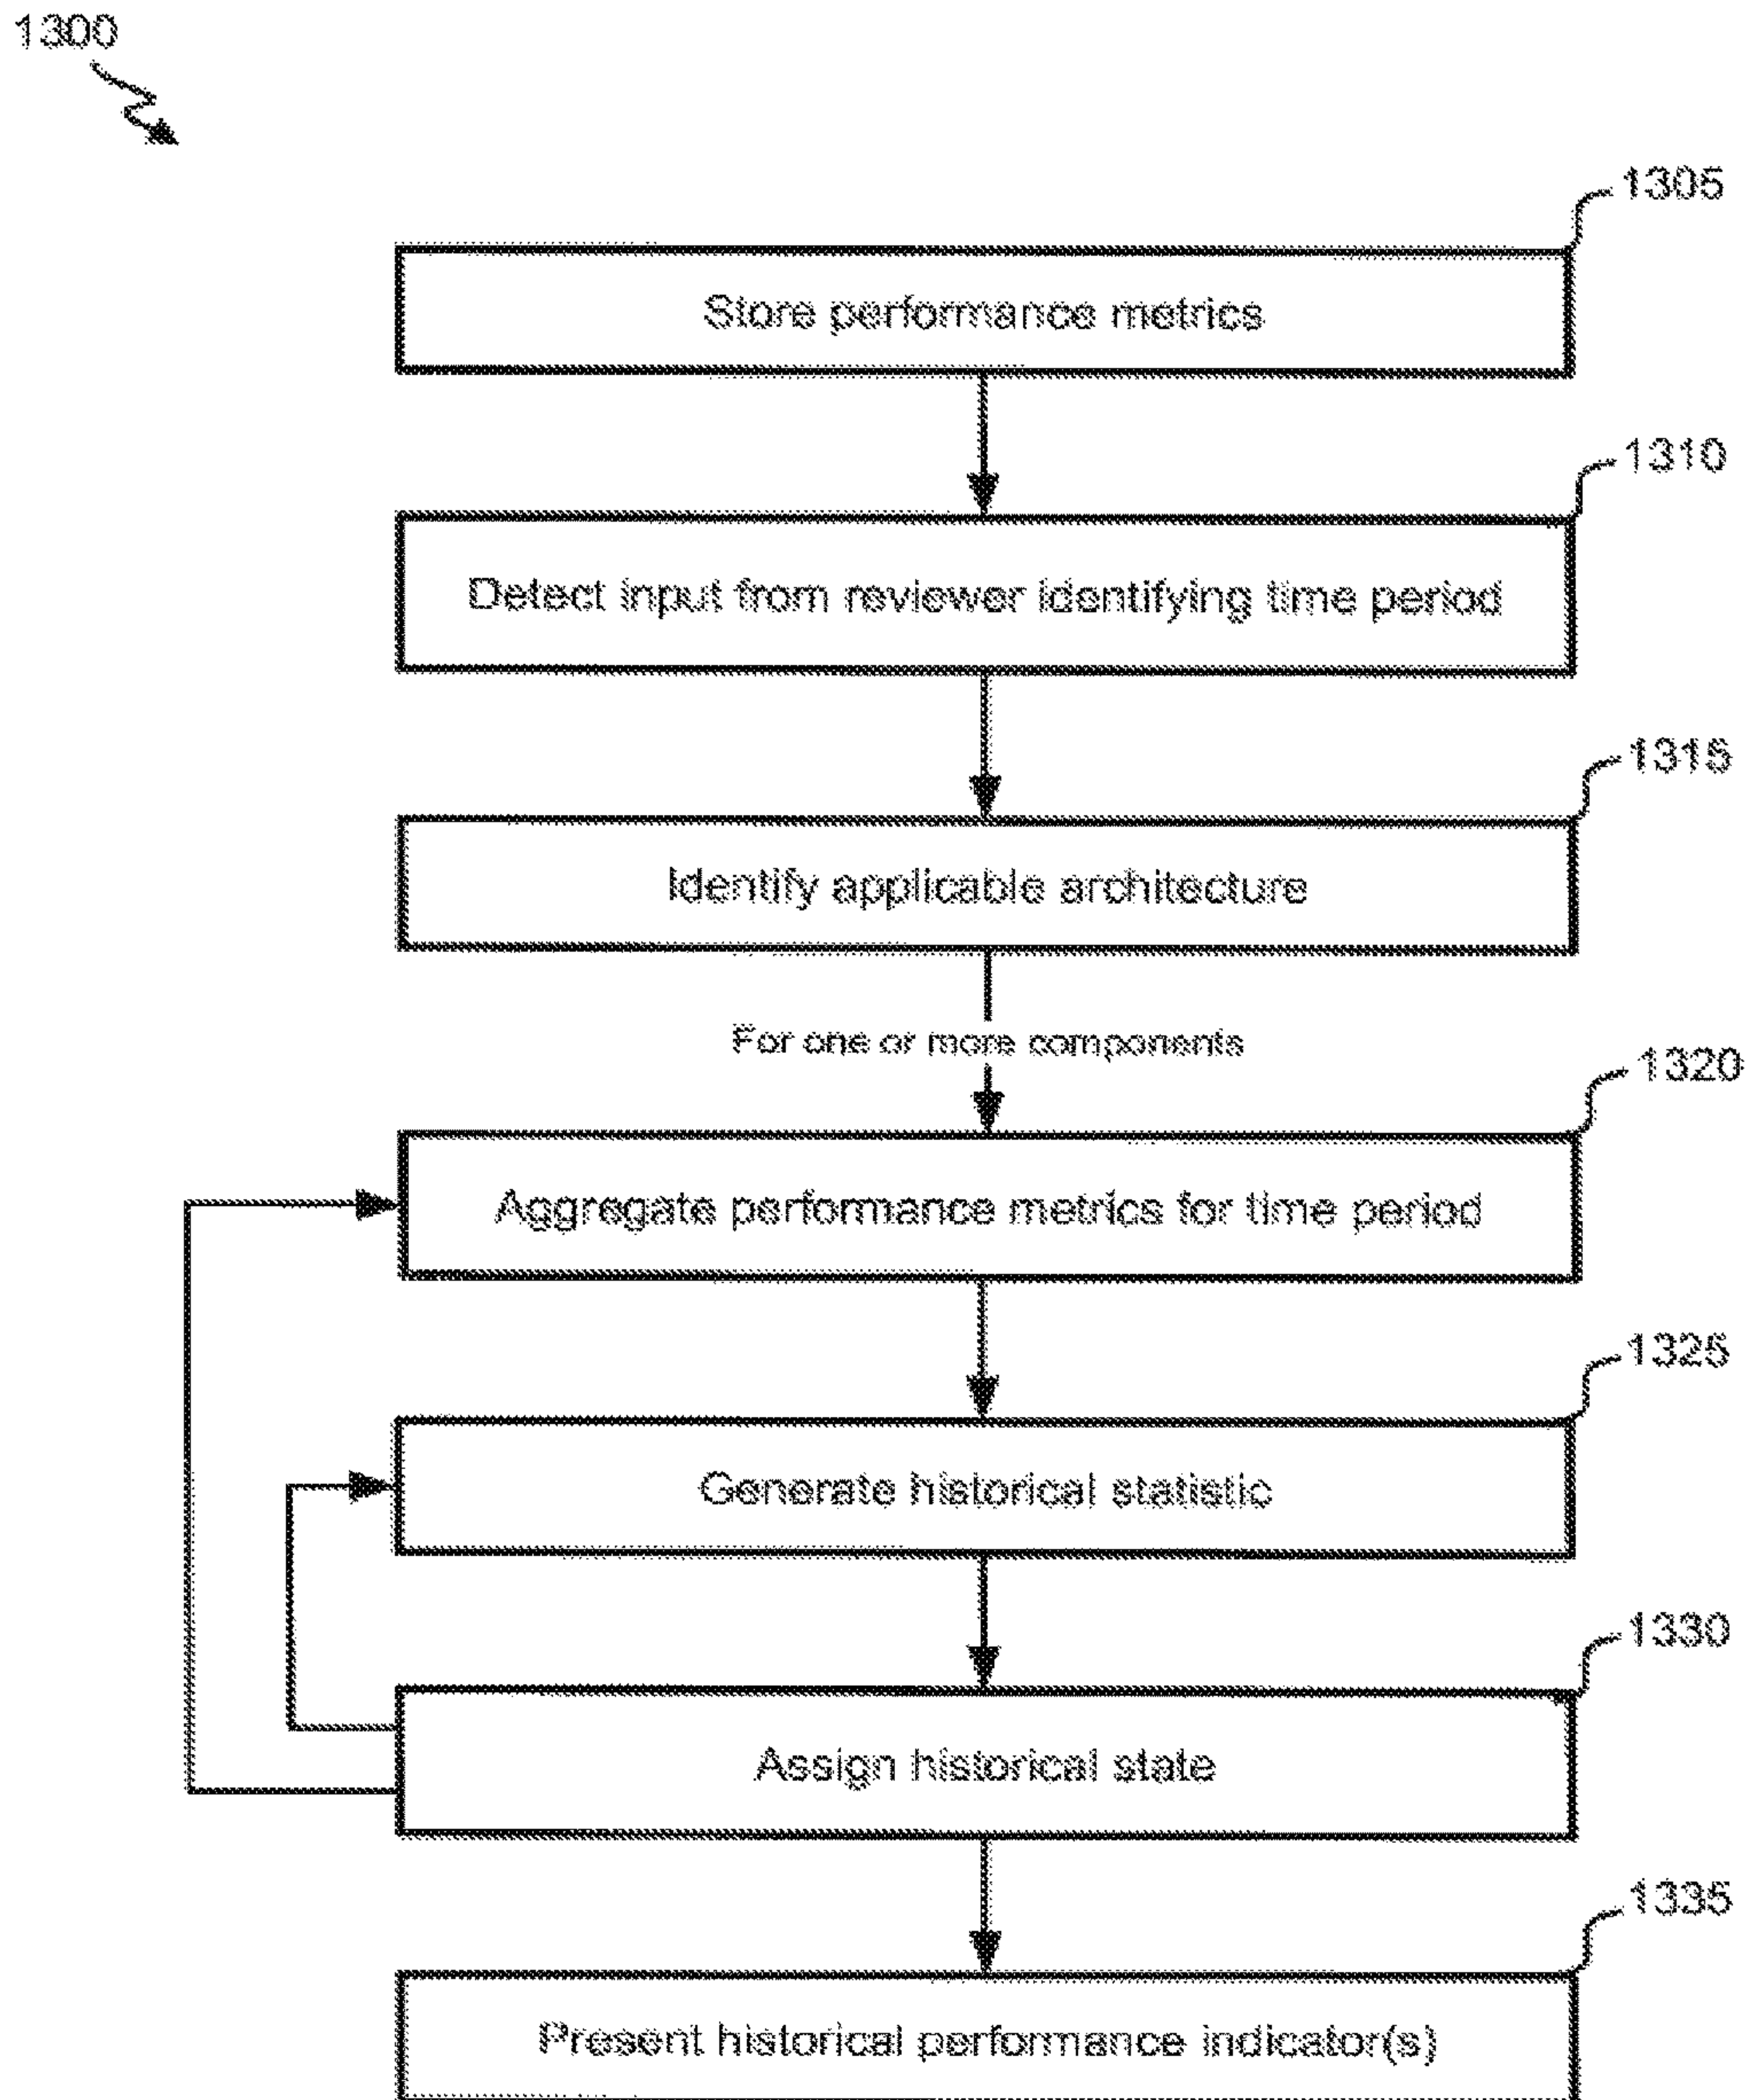 1300
1305
Store performance metrics
1310
Detect input from reviewer identifying time period
1315
Identify applicable architecture
For one or more components
1320
Aggregate performance metrics for time period
1325
Generate historical statistic
1330
Assign historical state
1335
Present historical performance indicator(s)